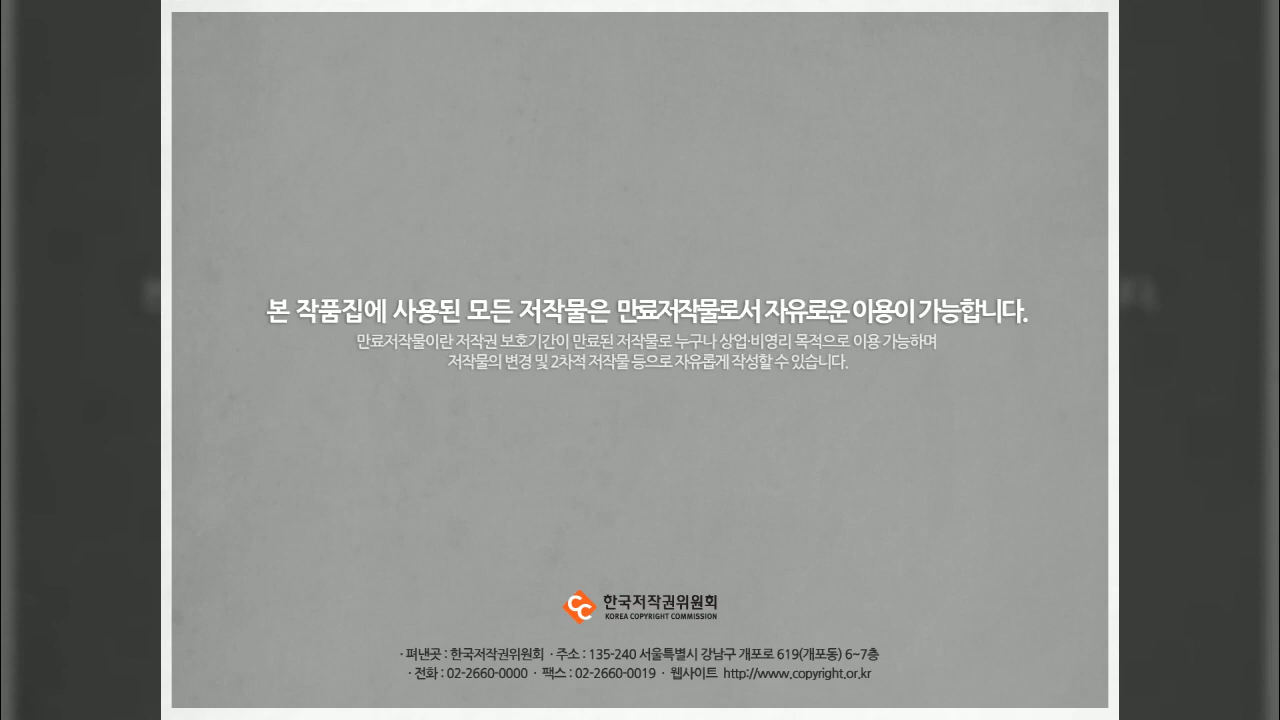 본 작품집에 사용된 모든 저작물은 만료저작물로서 자유로운 이용이 가능합니다.
만료저작물이란 저작권 보호기간이 만료된 저작물로 누구나 상업·비영리 목적으로 이용 가능하며
저작물의 변경 및 2차적 저작물 등으로 자유롭게 작성할 수 있습니다.
한국저작권위원회
KOREA COPYRIGHT COMMISSION
· 펴낸곳 : 한국저작권위원회 · 주소 : 135-240 서울특별시 강남구 개포로 619(개포동) 6~7층
· 전화 : 02-2660-0000 · 팩스 : 02-2660-0019 · 웹사이트 http://www.copyright.or.kr